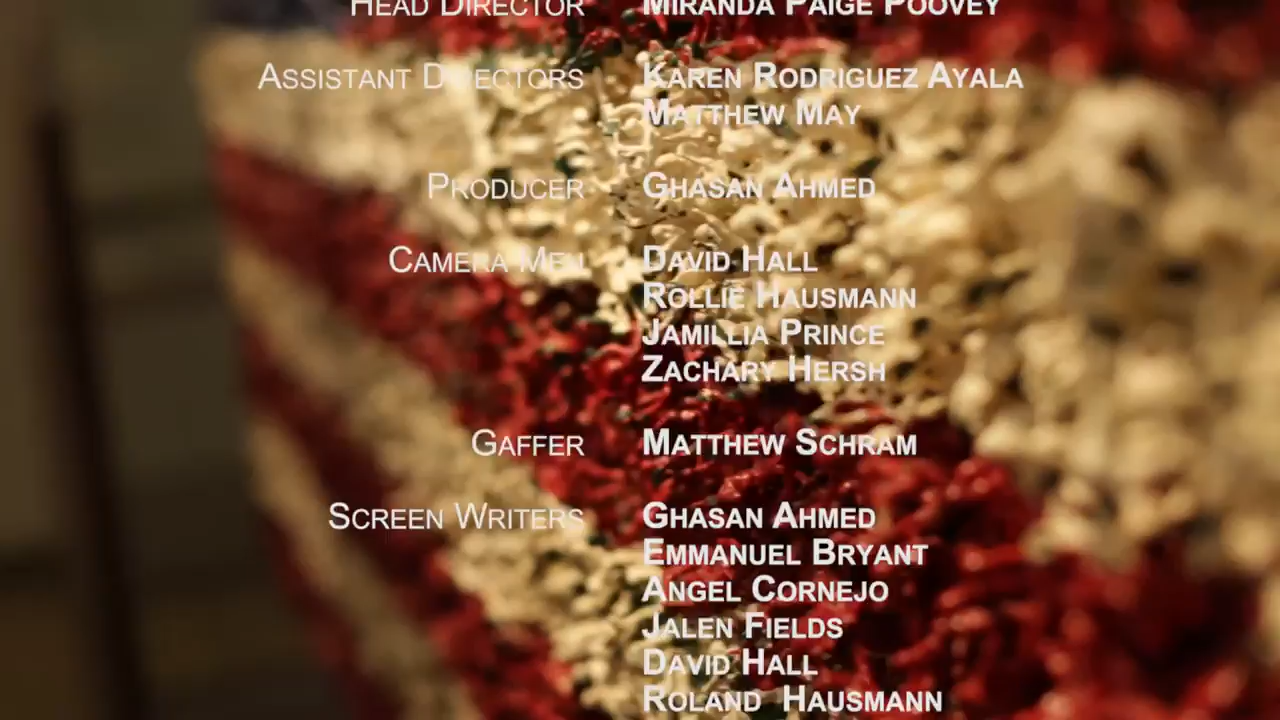 Head Director Miranda Paige Poovey
Assistant Directors Karen Rodriguez Ayala
Matthew May
Producer Ghasan Ahmed
Camera Men David Hall
Rollie Hausmann
Jamillia Prince
Zachary Hersh
Gaffer Matthew Schram
Screen Writers Ghasan Ahmed
Emmanuel Bryant
Angel Cornejo
Jalen Fields
David Hall
Roland Hausmann